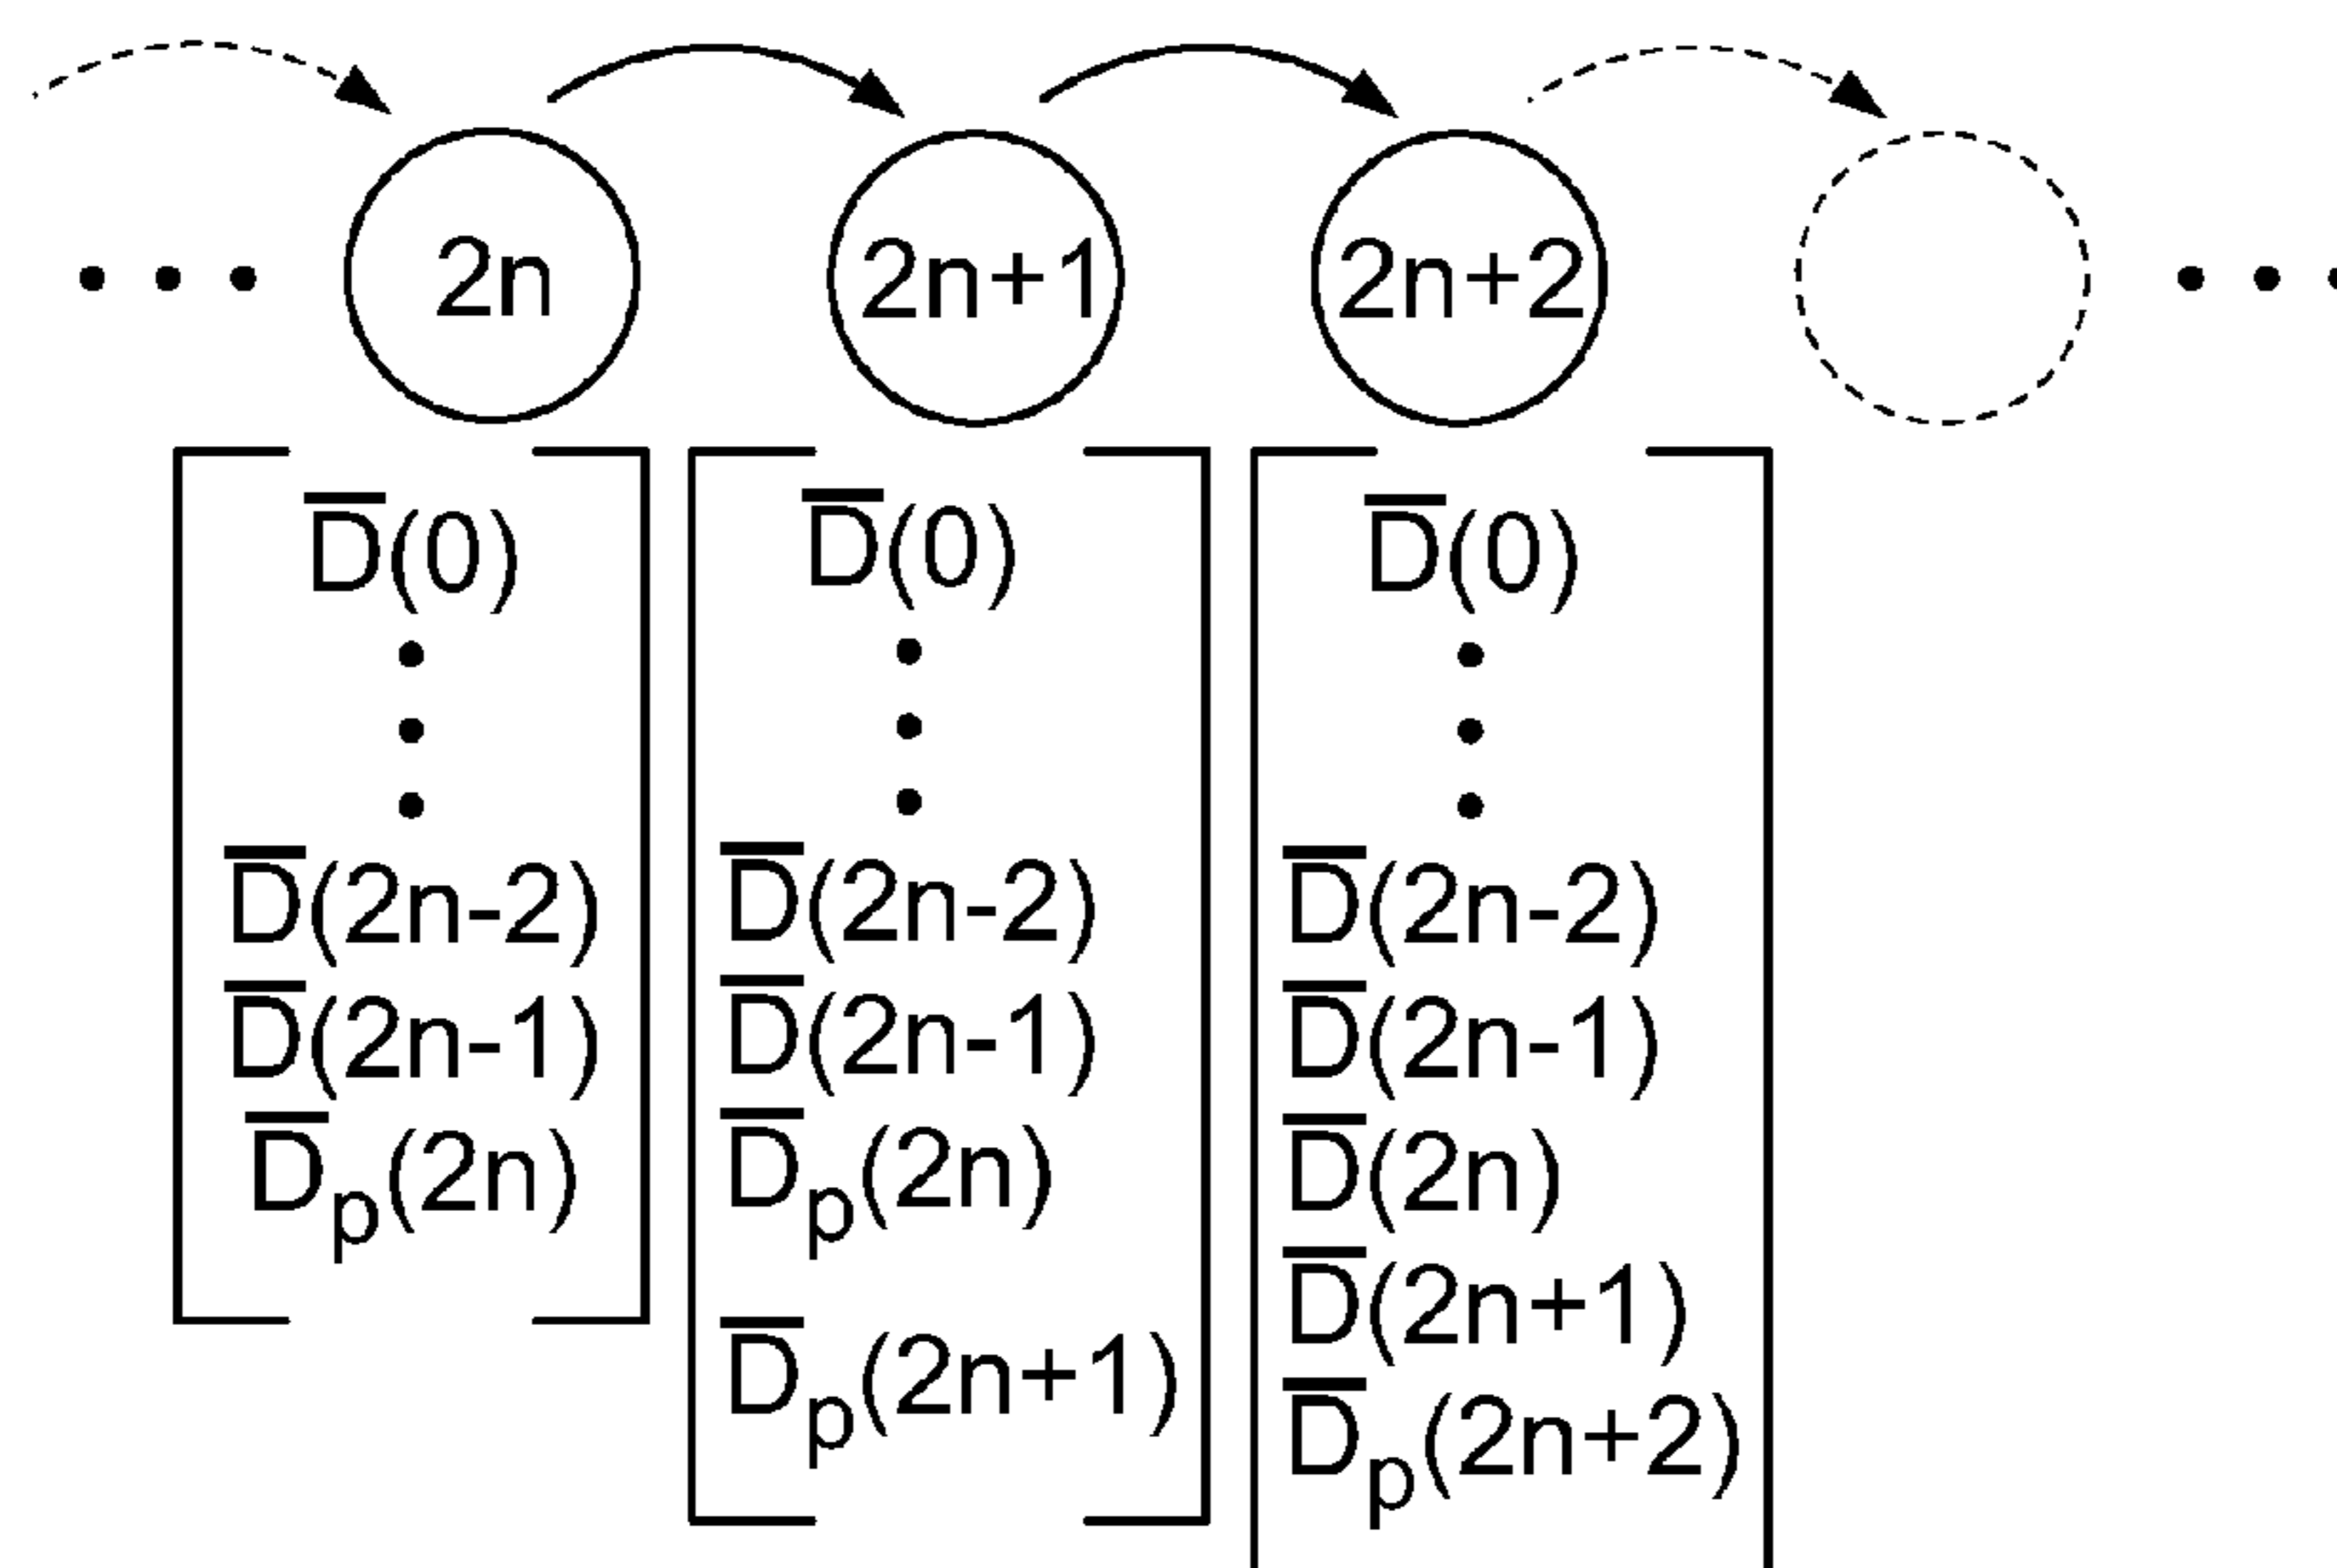 2n
2n+1
2n+2
D̅(0)
D̅(2n-2)
D̅(2n-1)
D̅p(2n)
D̅(0)
D̅(2n-2)
D̅(2n-1)
D̅p(2n)
D̅p(2n+1)
D̅(0)
D̅(2n-2)
D̅(2n-1)
D̅(2n)
D̅(2n+1)
D̅p(2n+2)